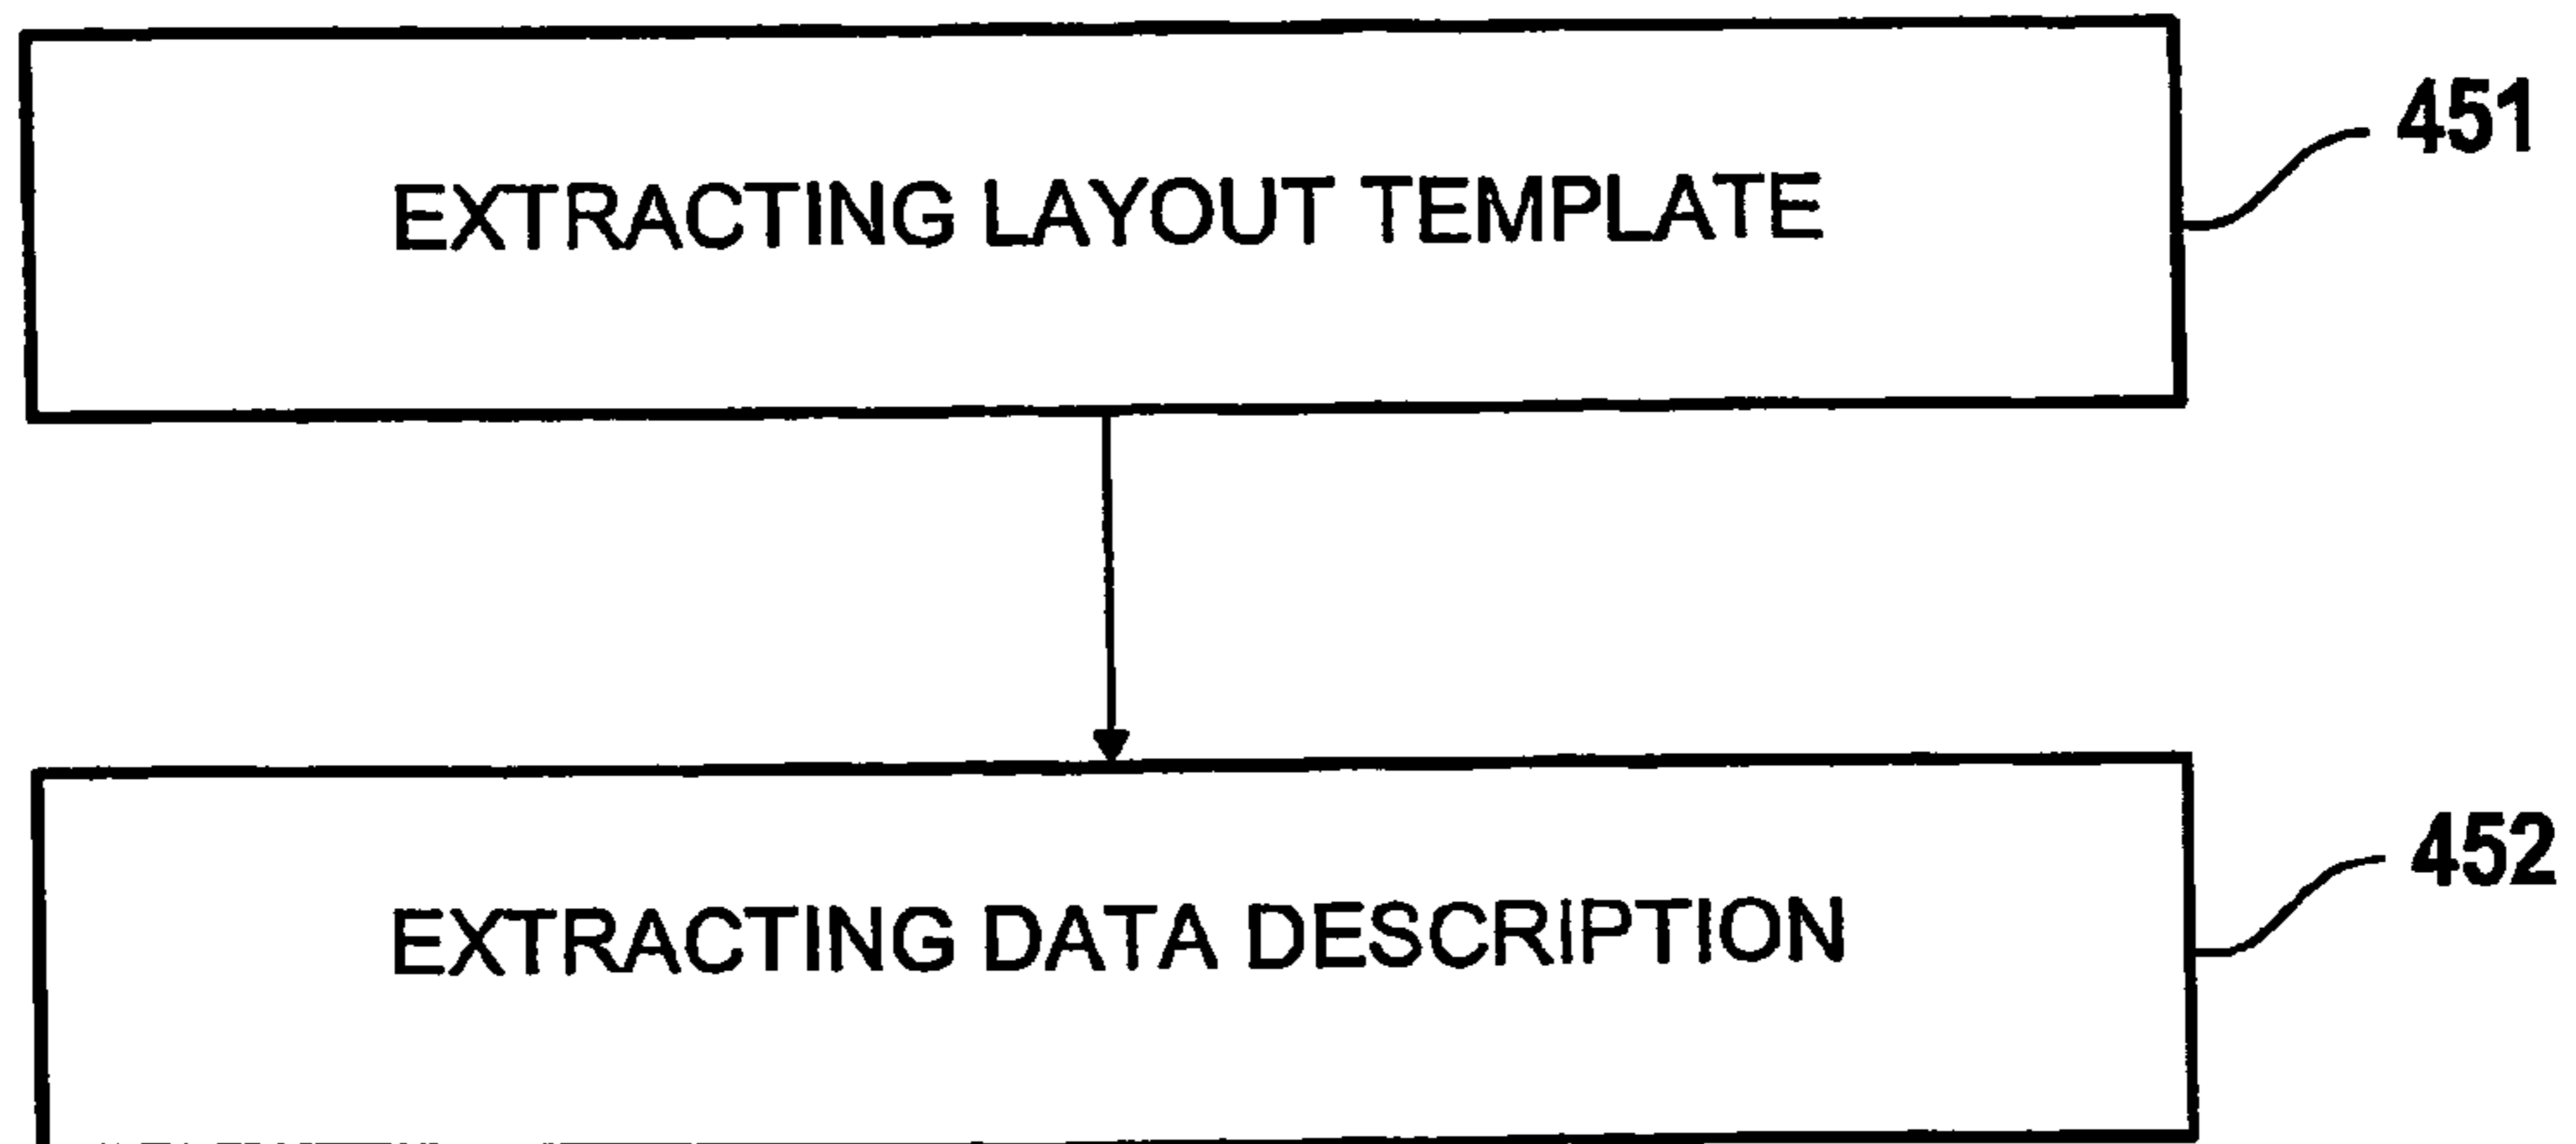 451
EXTRACTING LAYOUT TEMPLATE
452
EXTRACTING DATA DESCRIPTION